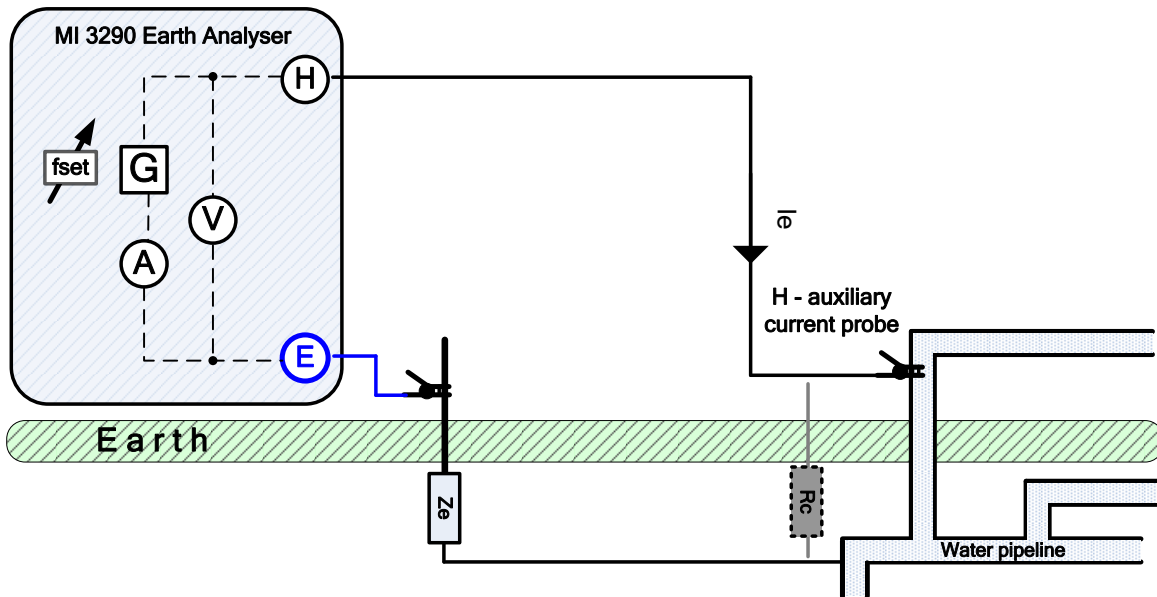 MI 3290 Earth Analyser
H
fset
G
V
A
Ie
H - auxiliary
current probe
E
Earth
Ze
Rc
Water pipeline